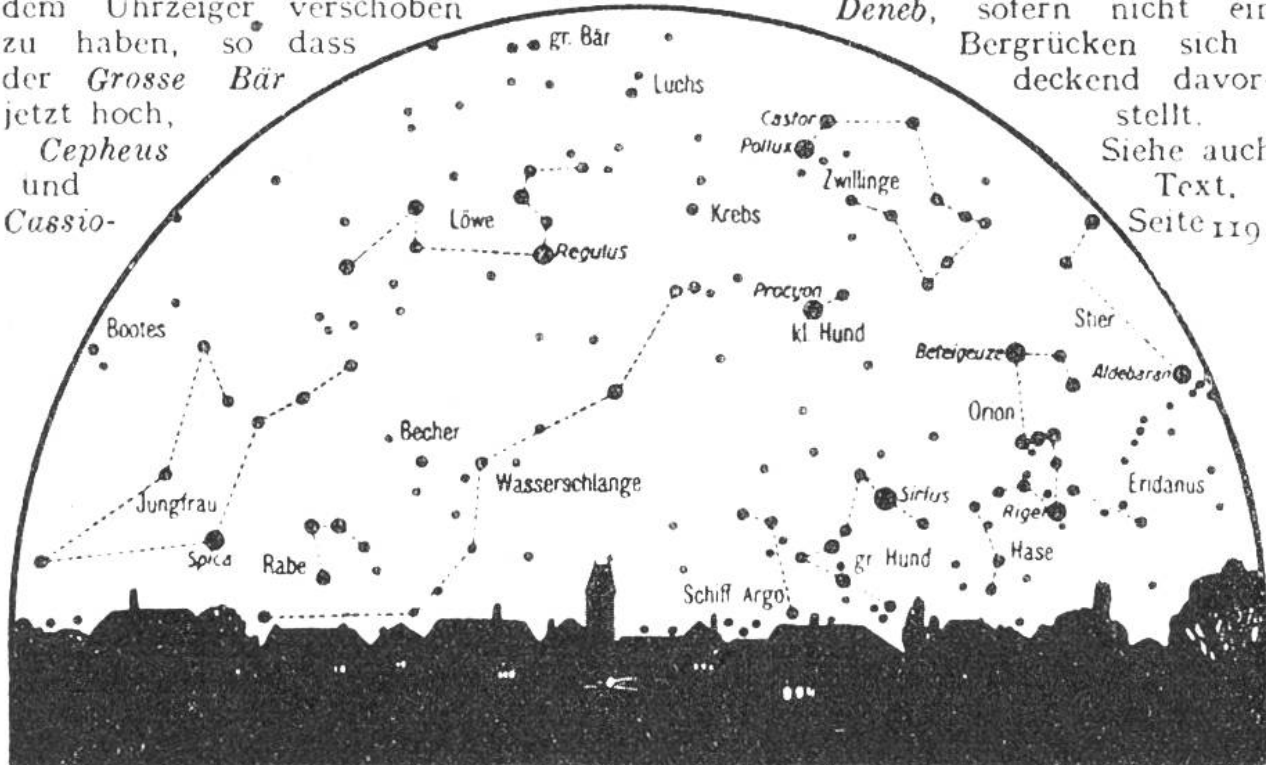 dem Uhrzeiger verschoben
zu haben, so dass
der Grosse Bär
jetzt hoch,
Cepheus
und
Cassio-
Deneb, sofern nicht ein
Bergrücken sich
deckend davor-
stellt.
Siehe auch
Text,
Seite 119
gr. Bär
Luchs
Castor
Pollux
Zwillinge
Löwe
Krebs
Regulus
Procyon
kl. Hund
Bootes
Stier
Beteigeuze
Aldebaran
Orion
Becher
Wasserschlange
Jungfrau
Sirius
Eridanus
Rigel
Spica
Rabe
gr. Hund
Hase
Schiff Argo